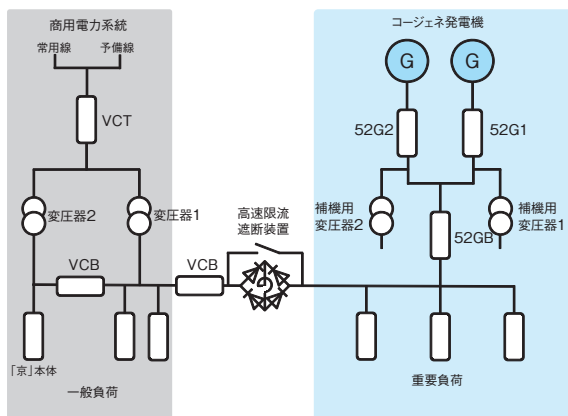 商用電力系統
常用線
予備線
VCT
変圧器2
変圧器1
VCB
VCB
「京」本体
一般負荷
高速限流
遮断装置
コージェネ発電機
G
G
52G2
52G1
補機用
変圧器2
補機用
変圧器1
52GB
重要負荷